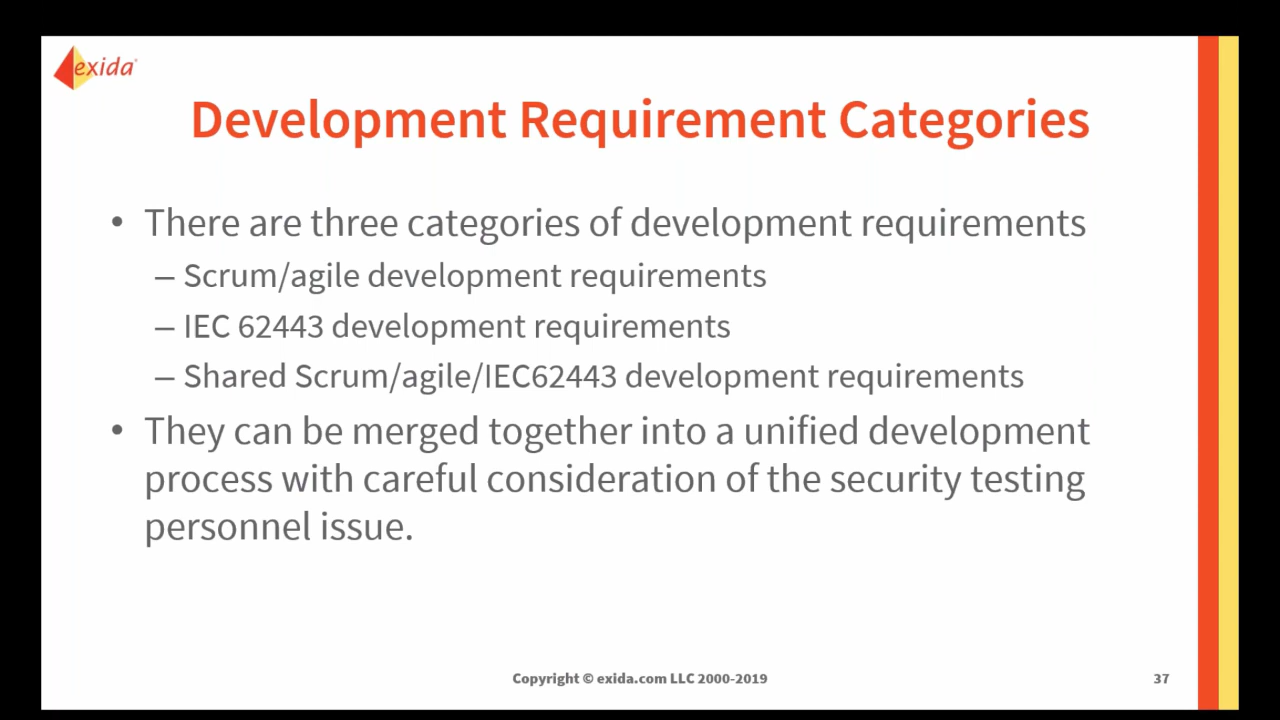 exida
Development Requirement Categories
• There are three categories of development requirements
– Scrum/agile development requirements
– IEC 62443 development requirements
– Shared Scrum/agile/IEC62443 development requirements
• They can be merged together into a unified development
process with careful consideration of the security testing
personnel issue.
Copyright © exida.com LLC 2000-2019
37